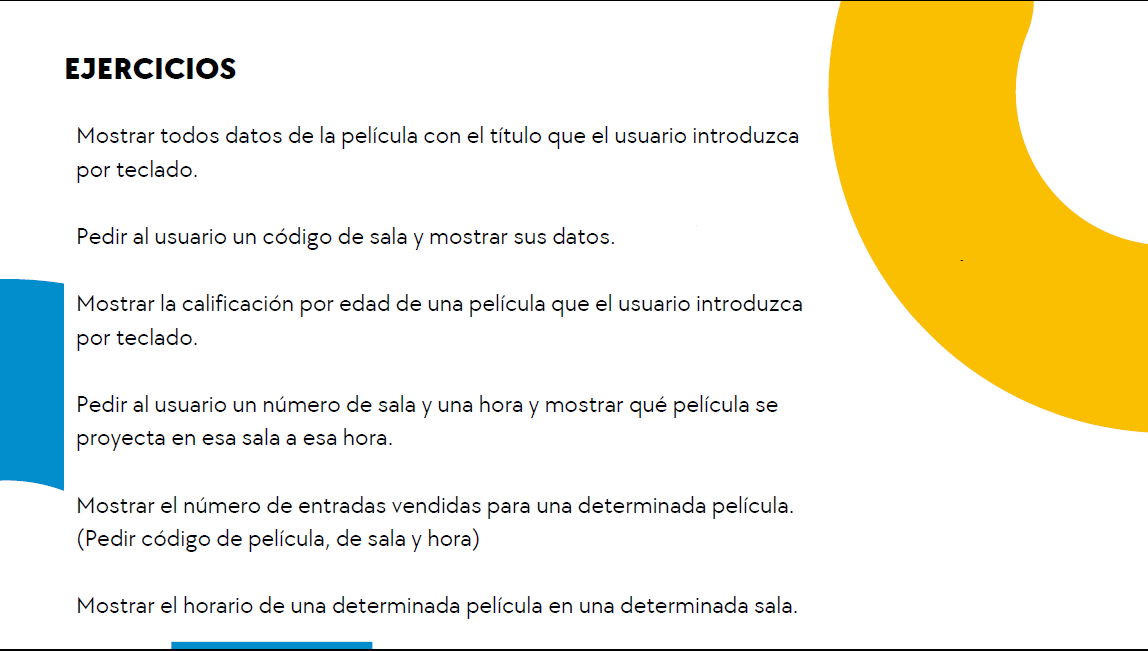 EJERCICIOS
Mostrar todos datos de la película con el título que el usuario introduzca
por teclado.
Pedir al usuario un código de sala y mostrar sus datos.
Mostrar la calificación por edad de una película que el usuario introduzca
por teclado.
Pedir al usuario un número de sala y una hora y mostrar qué película se
proyecta en esa sala a esa hora.
Mostrar el número de entradas vendidas para una determinada película.
(Pedir código de película, de sala y hora)
Mostrar el horario de una determinada película en una determinada sala.